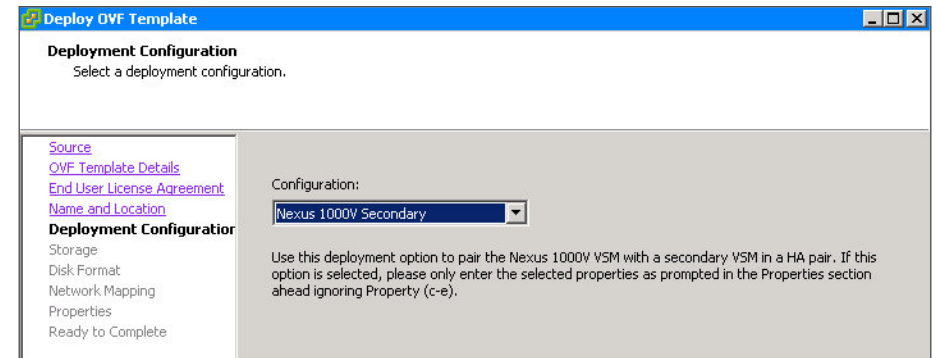 Deploy OVF Template
Deployment Configuration
Select a deployment configuration.
Source
OVF Template Details
End User License Agreement
Name and Location
Deployment Configuration
Storage
Disk Format
Network Mapping
Properties
Ready to Complete
Configuration:
Nexus 1000V Secondary
Use this deployment option to pair the Nexus 1000V VSM with a secondary VSM in a HA pair. If this
option is selected, please only enter the selected properties as prompted in the Properties section
ahead ignoring Property (c-e).